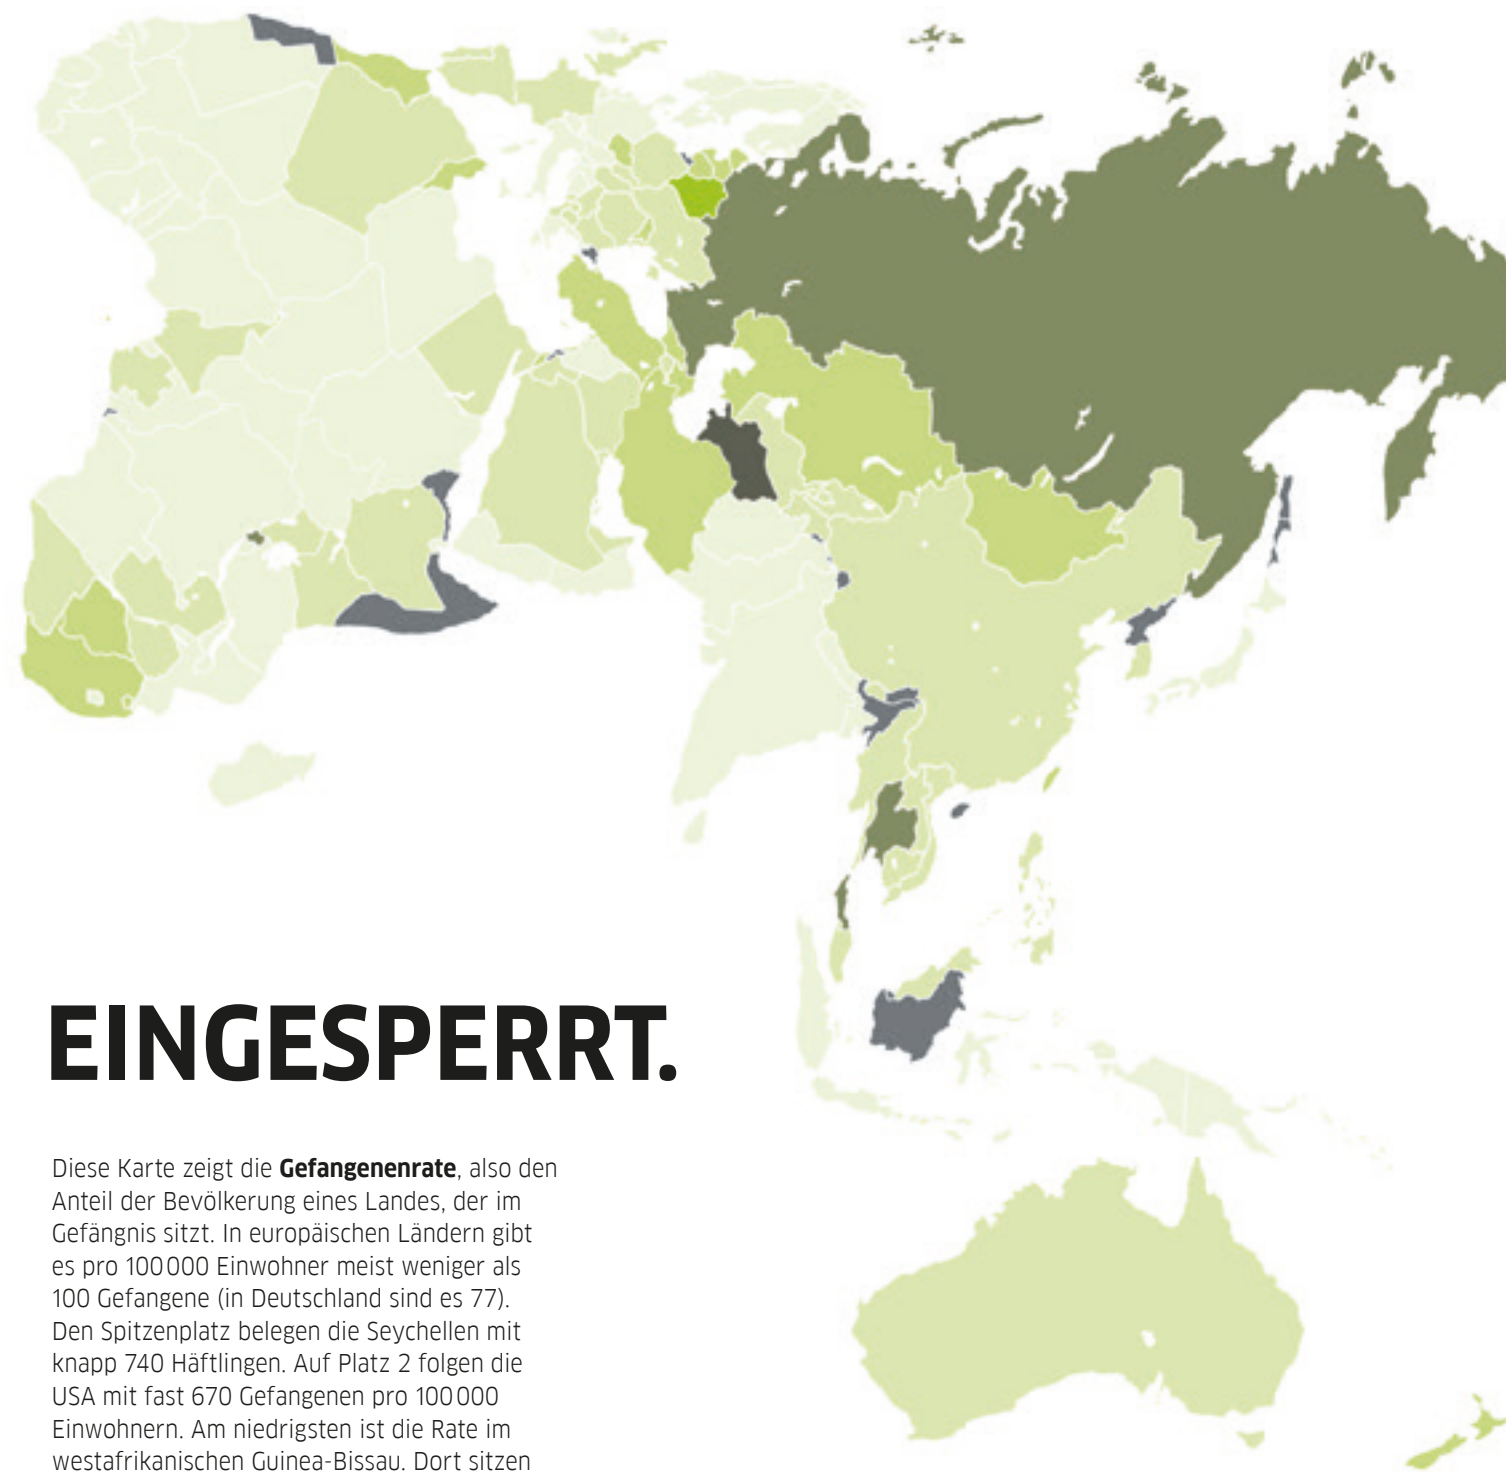 EINGESPERRT.
Diese Karte zeigt die Gefangenenrate, also den
Anteil der Bevölkerung eines Landes, der im
Gefängnis sitzt. In europäischen Ländern gibt
es pro 100 000 Einwohner meist weniger als
100 Gefangene (in Deutschland sind es 77).
Den Spitzenplatz belegen die Seychellen mit
knapp 740 Häftlingen. Auf Platz 2 folgen die
USA mit fast 670 Gefangenen pro 100 000
Einwohnern. Am niedrigsten ist die Rate im
westafrikanischen Guinea-Bissau. Dort sitzen